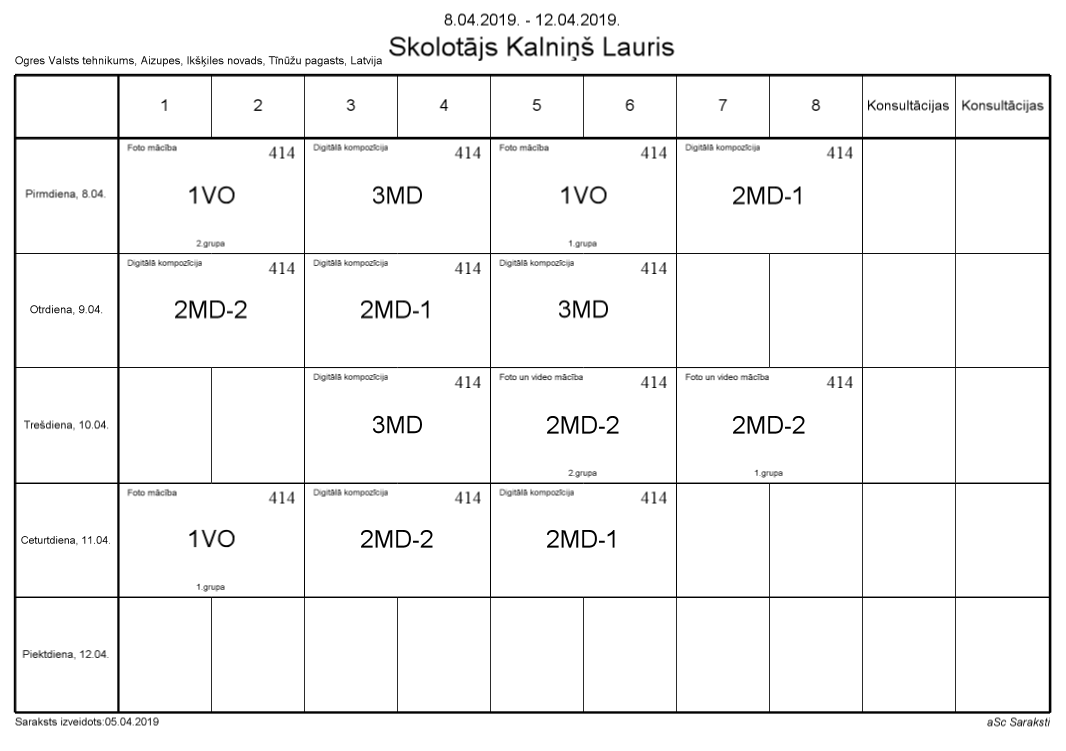 8.04.2019. - 12.04.2019.
Skolotājs Kalniņš Lauris
Ogres Valsts tehnikums, Aizupes, Ikšķiles novads, Tīnūžu pagasts, Latvija
1 2 3 4 5 6 7 8 Konsultācijas Konsultācijas
Foto mācība 414 Digitālā kompozīcija 414 Foto mācība 414 Digitālā kompozīcija 414
Pirmdiena, 8.04. 1VO 3MD 1VO 2MD-1
2.grupa 1.grupa
Digitālā kompozīcija 414 Digitālā kompozīcija 414 Digitālā kompozīcija 414
Otrdiena, 9.04. 2MD-2 2MD-1 3MD
Digitālā kompozīcija 414 Foto un video mācība 414 Foto un video mācība 414
Trešdiena, 10.04. 3MD 2MD-2 2MD-2
2.grupa 1.grupa
Foto mācība 414 Digitālā kompozīcija 414 Digitālā kompozīcija 414
Ceturtdiena, 11.04. 1VO 2MD-2 2MD-1
1.grupa
Piektdiena, 12.04.
Saraksts izveidots:05.04.2019 aSc Saraksti